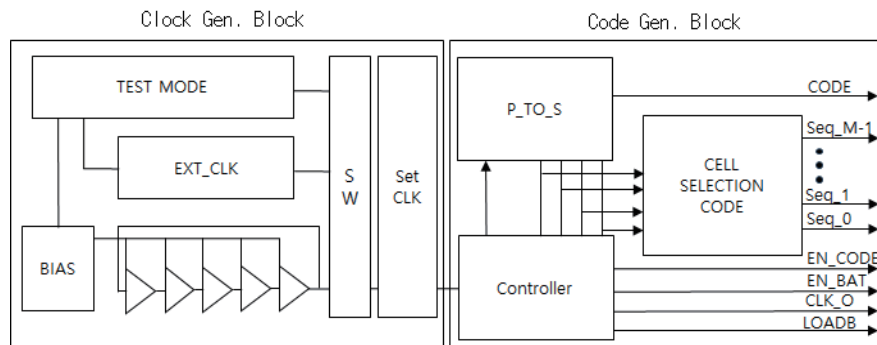 Clock Gen. Block
Code Gen. Block
TEST MODE
EXT_CLK
BIAS
S
W
Set
CLK
P_TO_S
CELL
SELECTION
CODE
Controller
CODE
Seq_M-1
Seq_1
Seq_0
EN_CODE
EN_BAT
CLK_O
LOADB